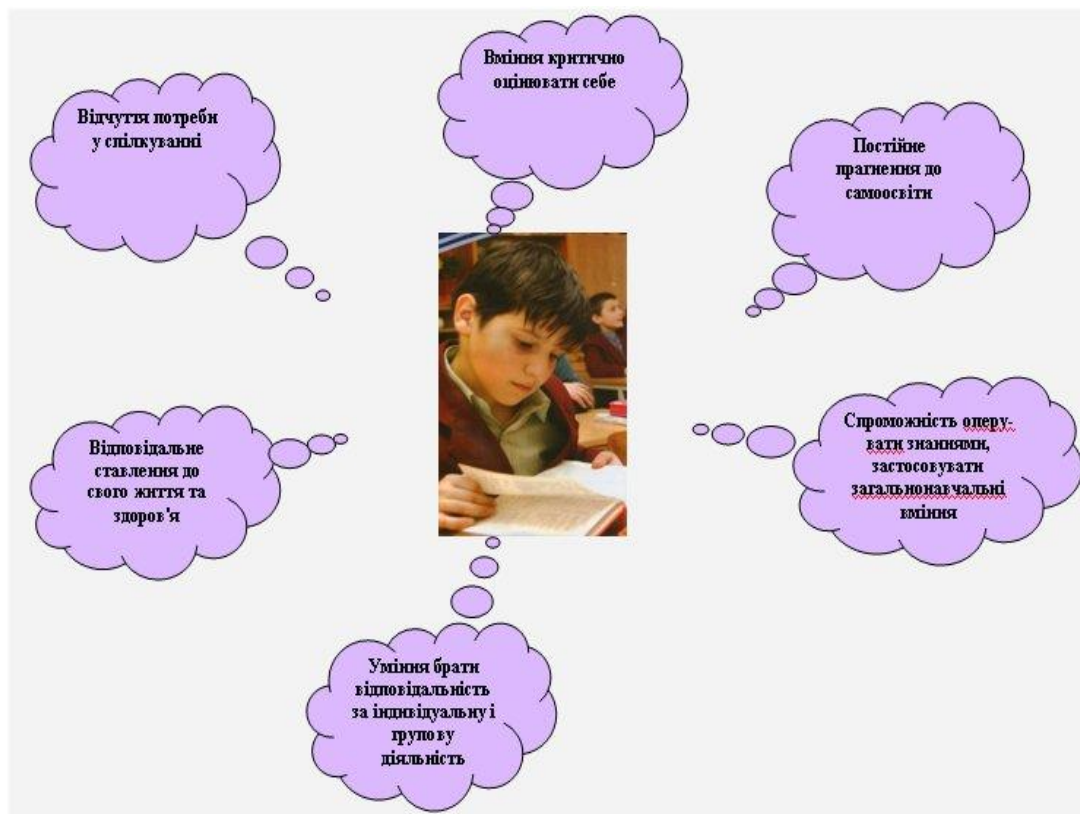 Вміння критично
оцінювати себе
Відчуття потреби
у спілкуванні
Постійне
прагнення до
самоосвіти
Відповідальне
ставлення до
свого життя та
здоров'я
Спроможність оперу-
вати знаннями,
застосовувати
загальнонавчальні
вміння
Уміння брати
відповідальність
за індивідуальну і
групову
діяльність